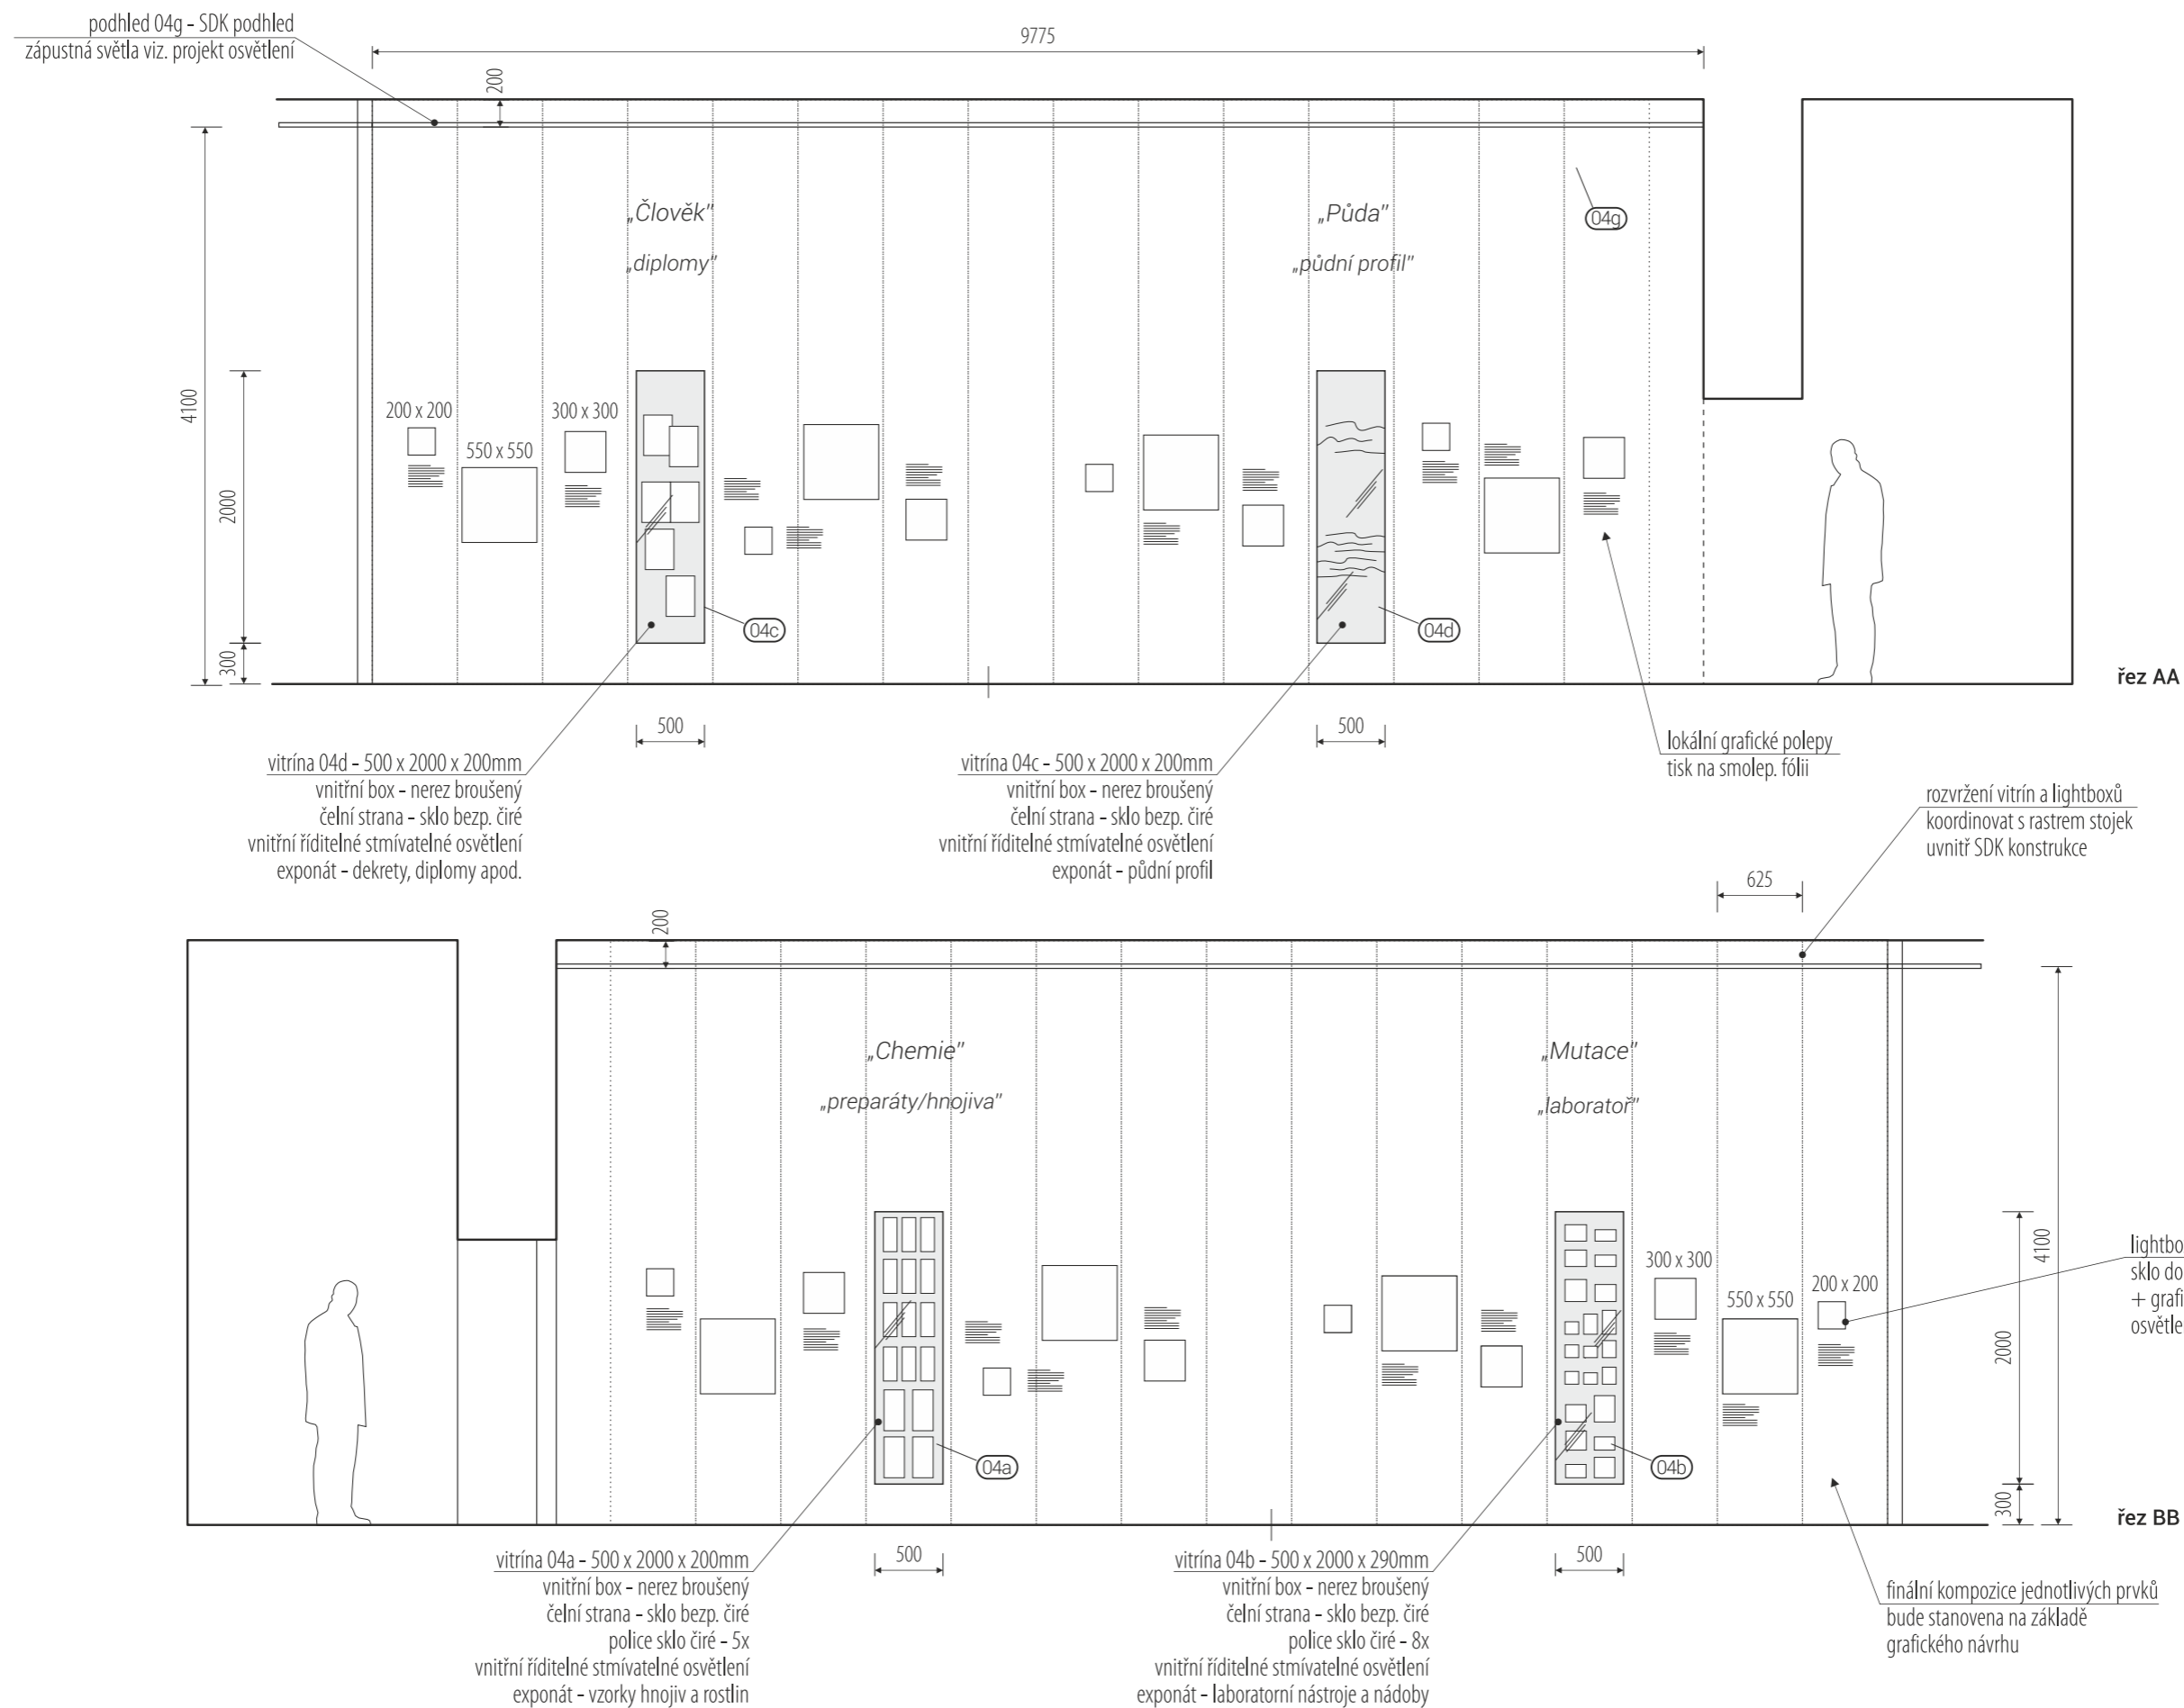 podhled 04g - SDK podhled
zápustná světla viz. projekt osvětlení
9775
200
„Člověk"
„diplomy"
„Půda"
„půdní profil"
04g
4100
2000
300
200 x 200
550 x 550
300 x 300
04c
04d
řez AA
500
500
vitrína 04d - 500 x 2000 x 200mm
vnitřní box - nerez broušený
čelní strana - sklo bezp. čiré
vnitřní říditelné stmívatelné osvětlení
exponát - dekrety, diplomy apod.
vitrína 04c - 500 x 2000 x 200mm
vnitřní box - nerez broušený
čelní strana - sklo bezp. čiré
vnitřní říditelné stmívatelné osvětlení
exponát - půdní profil
lokální grafické polepy
tisk na smolep. fólii
rozvržení vitrín a lightboxů
koordinovat s rastrem stojek
uvnitř SDK konstrukce
625
200
„Chemie"
„preparáty/hnojiva"
„Mutace"
„laboratoř"
300 x 300
550 x 550
200 x 200
4100
2000
300
lightbo
sklo do
+ grafi
osvětle
04a
04b
řez BB
500
500
vitrína 04a - 500 x 2000 x 200mm
vnitřní box - nerez broušený
čelní strana - sklo bezp. čiré
police sklo čiré - 5x
vnitřní říditelné stmívatelné osvětlení
exponát - vzorky hnojiv a rostlin
vitrína 04b - 500 x 2000 x 290mm
vnitřní box - nerez broušený
čelní strana - sklo bezp. čiré
police sklo čiré - 8x
vnitřní říditelné stmívatelné osvětlení
exponát - laboratorní nástroje a nádoby
finální kompozice jednotlivých prvků
bude stanovena na základě
grafického návrhu